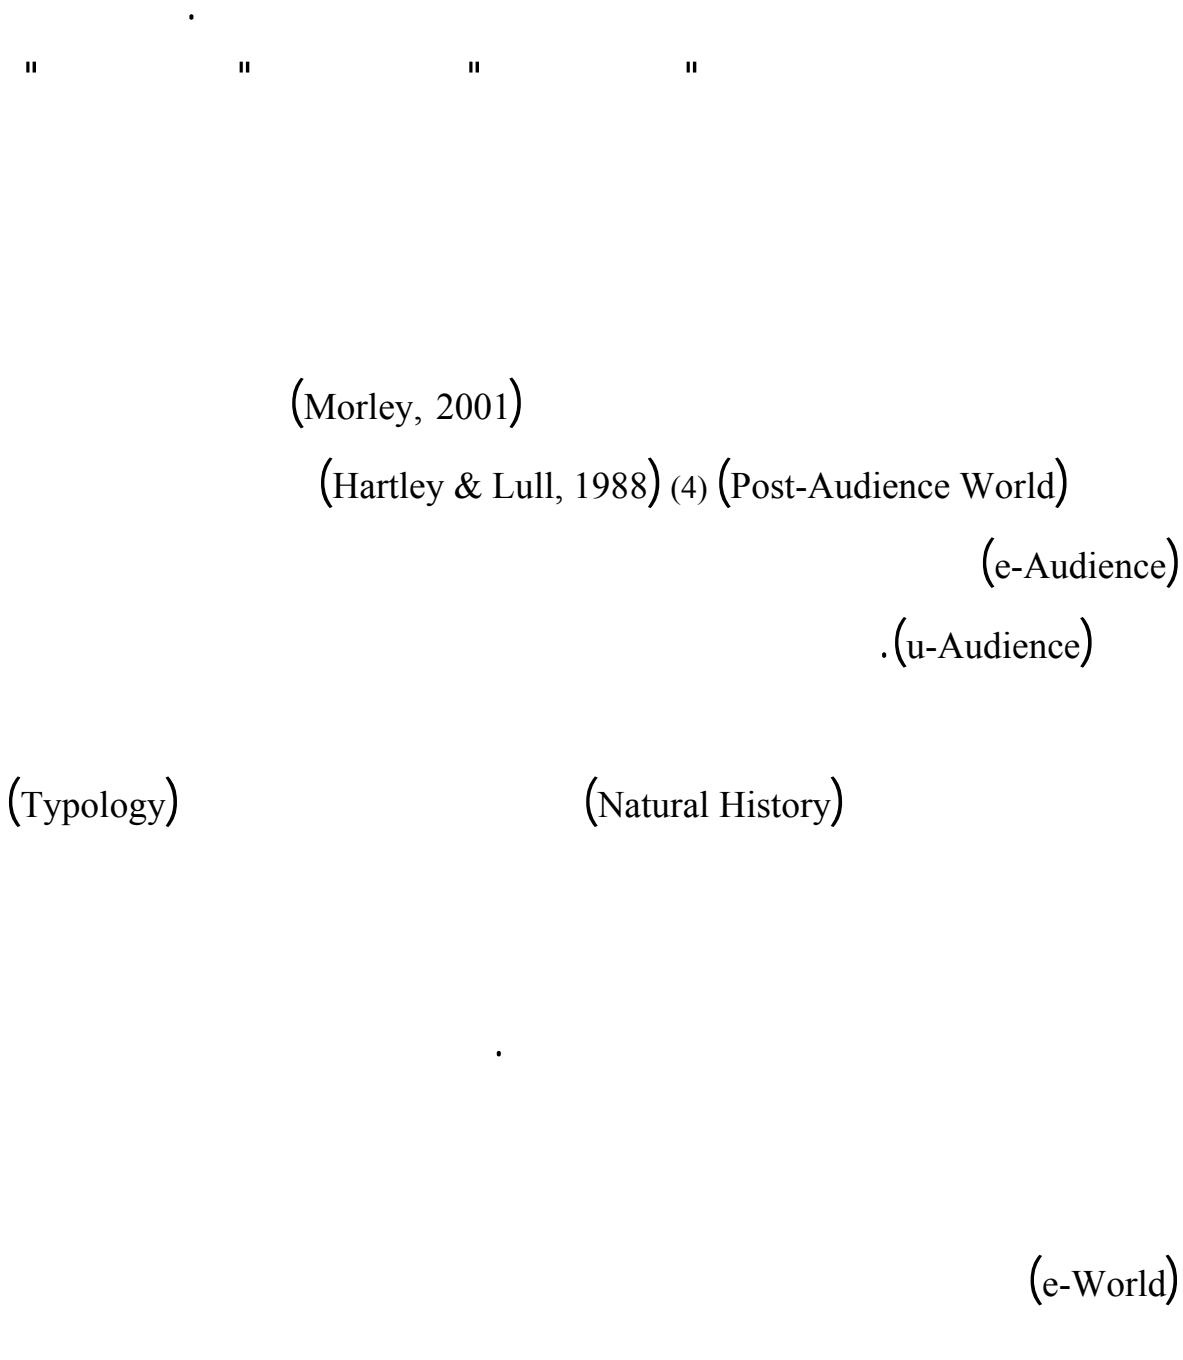 .
" " " "
(Morley, 2001)
(Post-Audience World) (4) (Hartley & Lull, 1988)
(e-Audience)
(u-Audience).
(Natural History) (Typology)
.
(e-World)